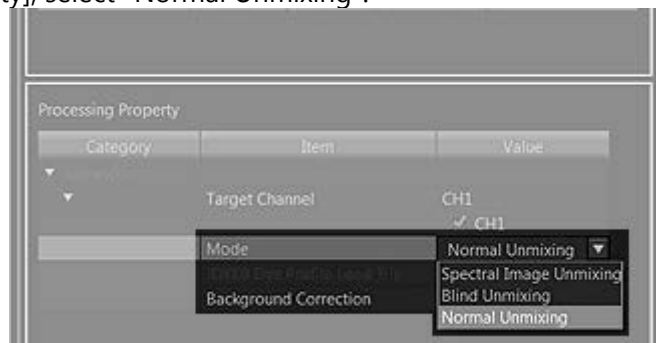 ty], select "Normal Unmixing".
Processing Property
Category Item Value
Target Channel CH1
✓ CH1
Mode Normal Unmixing
Spectral Image Unmixing
Background Correction Blind Unmixing
Normal Unmixing